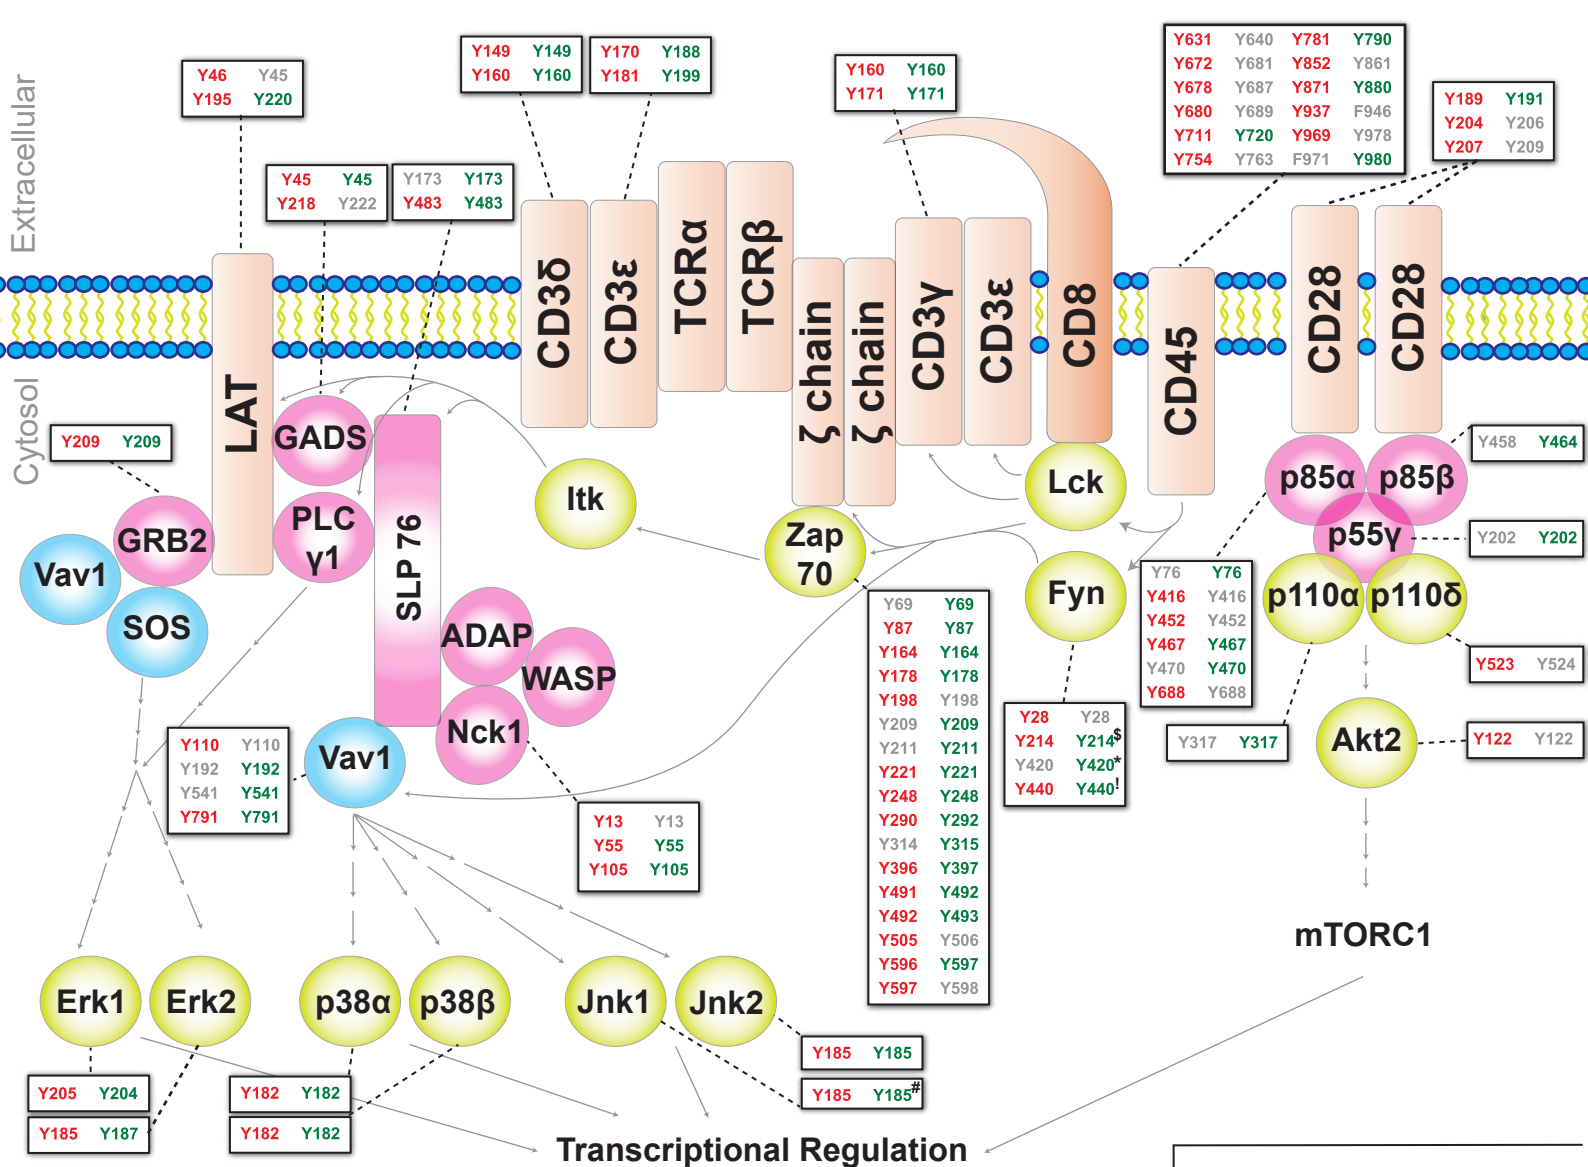 Extracellular
Cytosol
Y46 Y45
Y195 Y220
Y149 Y149
Y160 Y160
Y170 Y188
Y181 Y199
Y160 Y160
Y171 Y171
Y631 Y640 Y781 Y790
Y672 Y681 Y852 Y861
Y678 Y687 Y871 Y880
Y680 Y689 Y937 F946
Y711 Y720 Y969 Y978
Y754 Y763 F971 Y980
Y189 Y191
Y204 Y206
Y207 Y209
Y45 Y45
Y218 Y222
Y173 Y173
Y483 Y483
LAT
CD3δ
CD3ε
TCRα
TCRβ
ζ chain
ζ chain
CD3γ
CD3ε
CD8
CD45
CD28
CD28
Y209 Y209
GADS
GRB2
PLC
γ1
SLP 76
Vav1
SOS
Itk
Zap
70
Lck
Fyn
p85α
p85β
p55γ
p110α
p110δ
Y458 Y464
Y202 Y202
Y76 Y76
Y416 Y416
Y452 Y452
Y467 Y467
Y470 Y470
Y688 Y688
Y523 Y524
Y317 Y317
Akt2
Y122 Y122
ADAP
WASP
Nck1
Vav1
Y110 Y110
Y192 Y192
Y541 Y541
Y791 Y791
Y13 Y13
Y55 Y55
Y105 Y105
Y69 Y69
Y87 Y87
Y164 Y164
Y178 Y178
Y198 Y198
Y209 Y209
Y211 Y211
Y221 Y221
Y248 Y248
Y290 Y292
Y314 Y315
Y396 Y397
Y491 Y492
Y492 Y493
Y505 Y506
Y596 Y597
Y597 Y598
Y28 Y28
Y214 Y214$
Y420 Y420*
Y440 Y440!
mTORC1
Erk1
Erk2
p38α
p38β
Jnk1
Jnk2
Y205 Y204
Y185 Y187
Y182 Y182
Y182 Y182
Y185 Y185
Y185 Y185#
Transcriptional Regulation